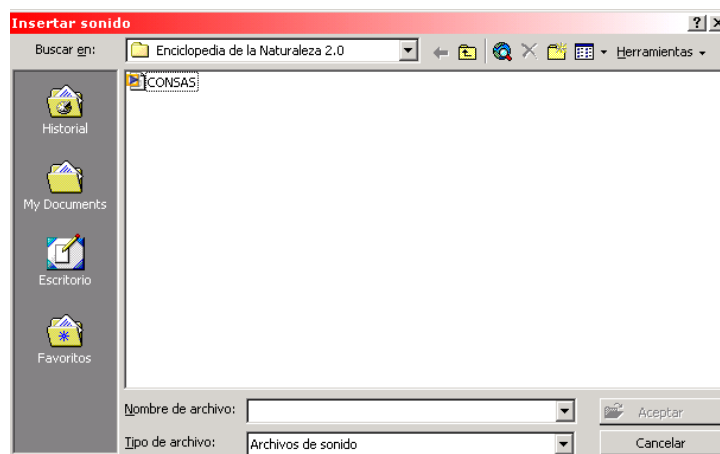 Insertar sonido
Buscar en: Enciclopedia de la Naturaleza 2.0 Herramientas
CONSAS
Historial
My Documents
Escritorio
Favoritos
Nombre de archivo: Aceptar
Tipo de archivo: Archivos de sonido Cancelar